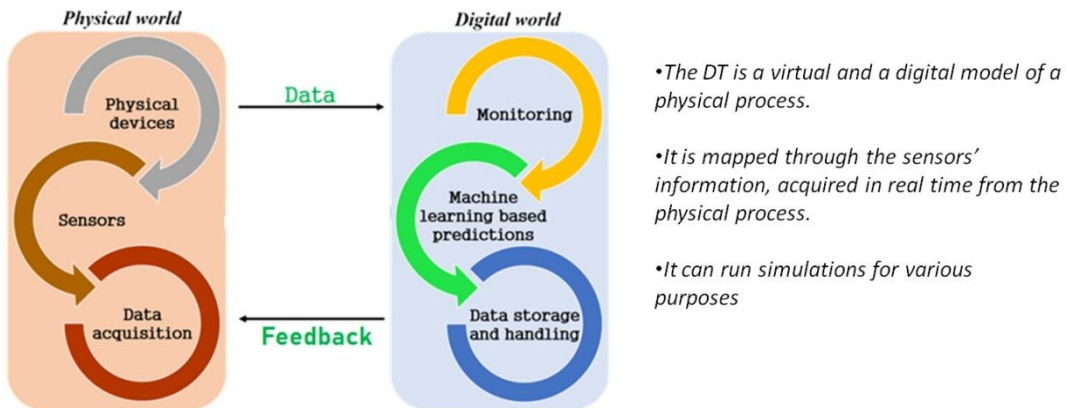 Physical world
Physical
devices
Sensors
Data
acquisition
Data
Feedback
Digital world
Monitoring
Machine
learning based
predictions
Data storage
and handling
•The DT is a virtual and a digital model of a
physical process.
•It is mapped through the sensors’
information, acquired in real time from the
physical process.
•It can run simulations for various
purposes